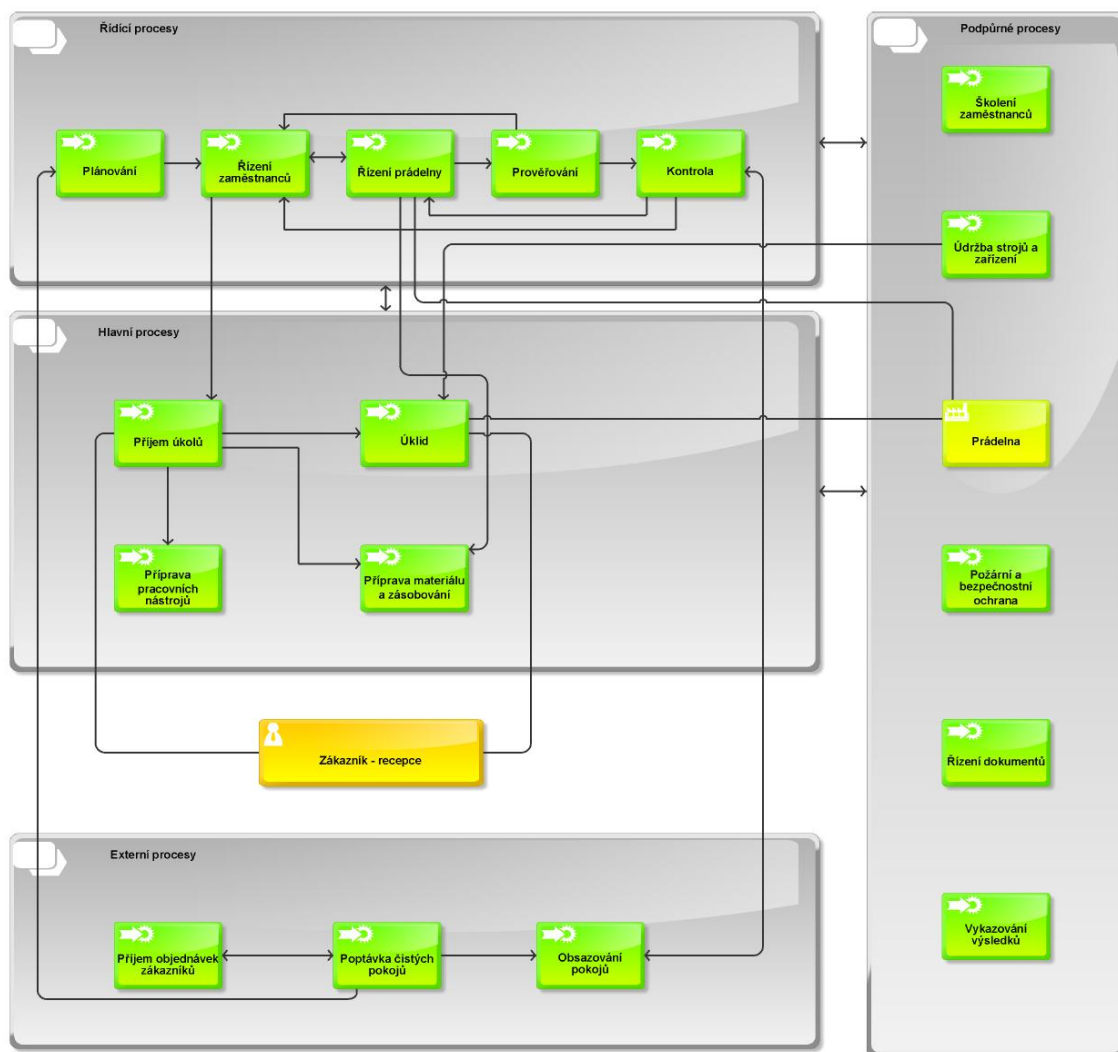 Řídící procesy
Plánování
Řízení
zaměstnanců
Řízení prádelny
Prověřování
Kontrola
Hlavní procesy
Příjem úkolů
Úklid
Příprava
pracovních
nástrojů
Příprava materiálu
a zásobování
Zákazník - recepce
Externí procesy
Příjem objednávek
zákazníků
Poptávka čistých
pokojů
Obsazování
pokojů
Podpůrné procesy
Školení
zaměstnanců
Údržba strojů a
zařízení
Prádelna
Požární a
bezpečnostní
ochrana
Řízení dokumentů
Vykazování
výsledků